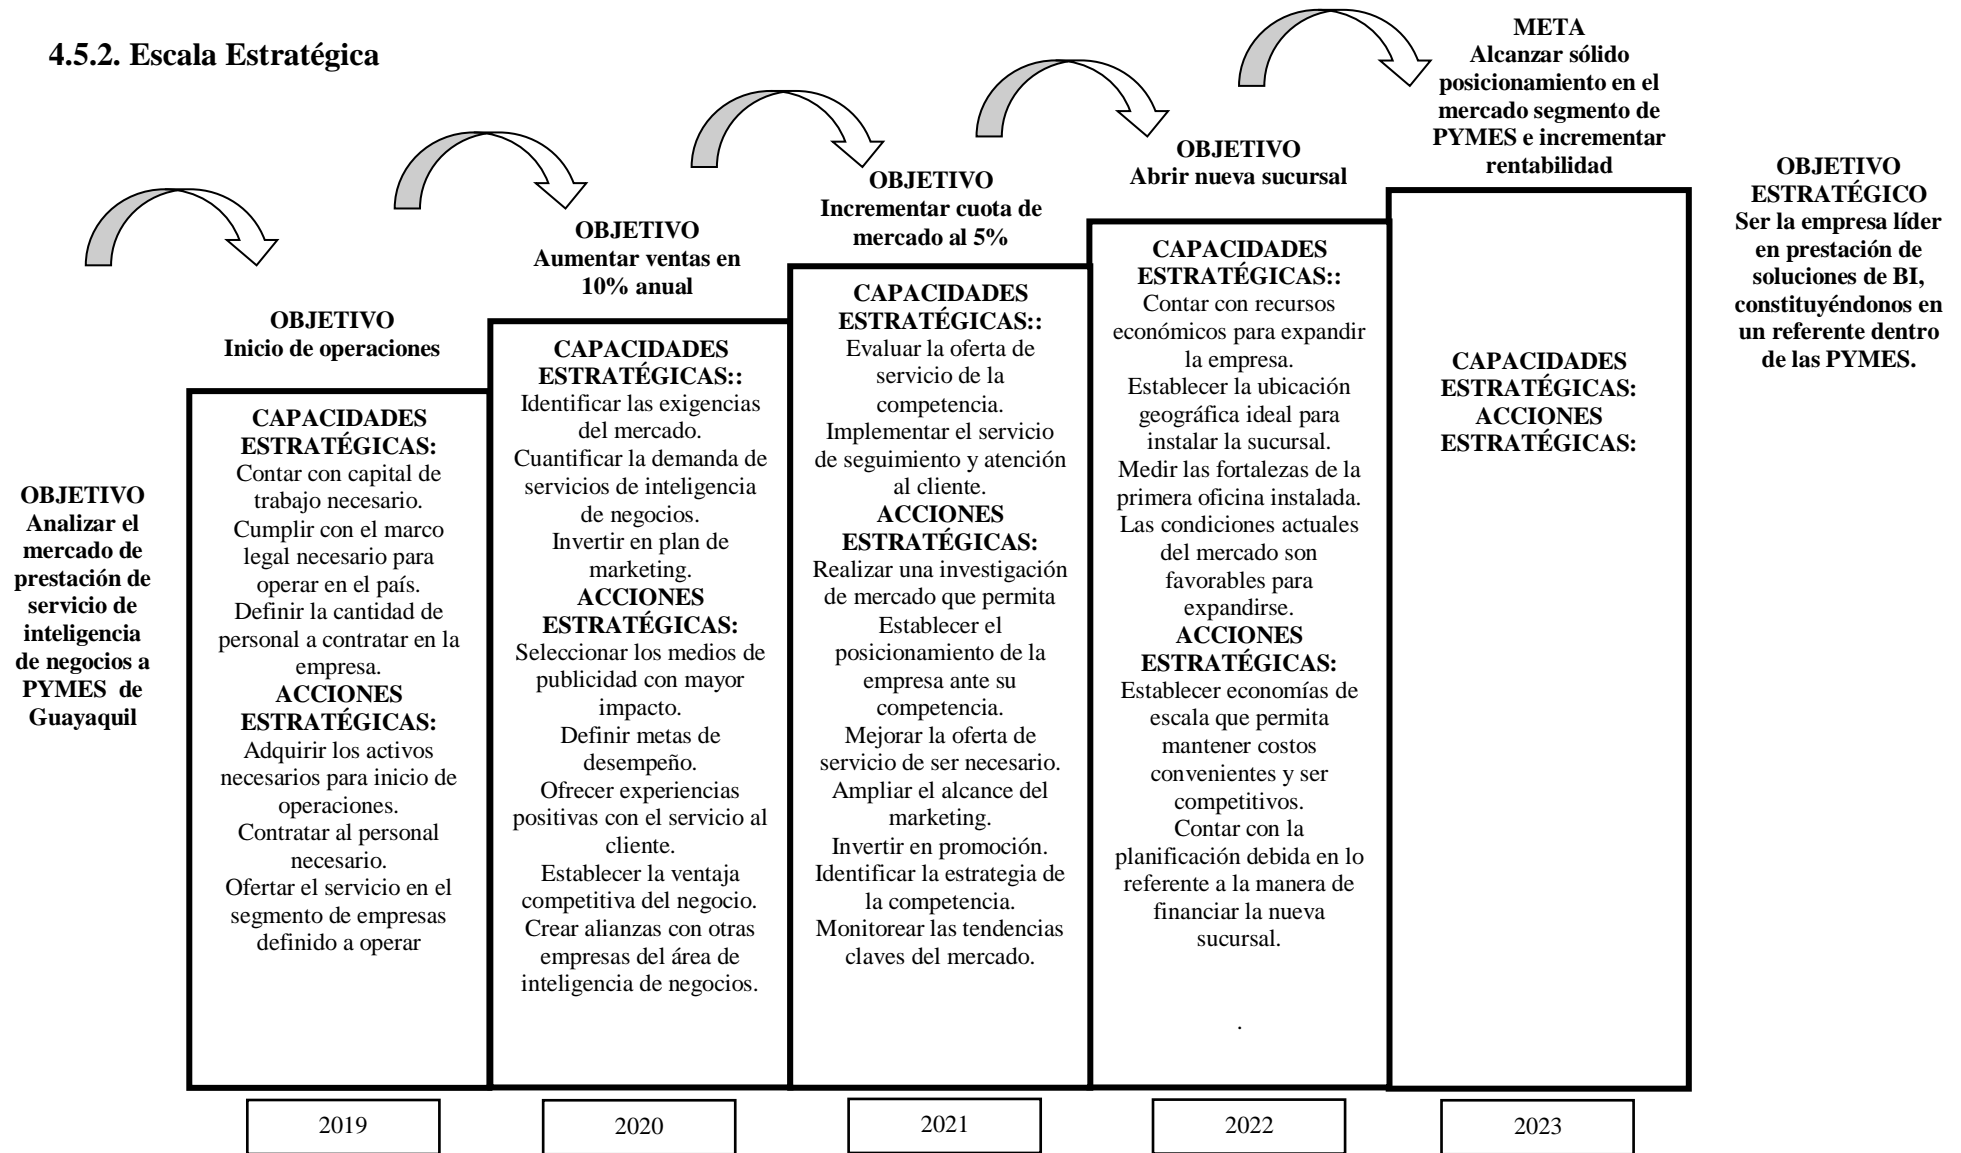 4.5.2. Escala Estratégica
OBJETIVO
Analizar el
mercado de
prestación de
servicio de
inteligencia
de negocios a
PYMES  de
Guayaquil
OBJETIVO
Inicio de operaciones
CAPACIDADES
ESTRATÉGICAS:
Contar con capital de
trabajo necesario.
Cumplir con el marco
legal necesario para
operar en el país.
Definir la cantidad de
personal a contratar en la
empresa.
ACCIONES
ESTRATÉGICAS:
Adquirir los activos
necesarios para inicio de
operaciones.
Contratar al personal
necesario.
Ofertar el servicio en el
segmento de empresas
definido a operar
2019
OBJETIVO
Aumentar ventas en
10% anual
CAPACIDADES
ESTRATÉGICAS::
Identificar las exigencias
del mercado.
Cuantificar la demanda de
servicios de inteligencia
de negocios.
Invertir en plan de
marketing.
ACCIONES
ESTRATÉGICAS:
Seleccionar los medios de
publicidad con mayor
impacto.
Definir metas de
desempeño.
Ofrecer experiencias
positivas con el servicio al
cliente.
Establecer la ventaja
competitiva del negocio.
Crear alianzas con otras
empresas del área de
inteligencia de negocios.
2020
OBJETIVO
Incrementar cuota de
mercado al 5%
CAPACIDADES
ESTRATÉGICAS::
Evaluar la oferta de
servicio de la
competencia.
Implementar el servicio
de seguimiento y atención
al cliente.
ACCIONES
ESTRATÉGICAS:
Realizar una investigación
de mercado que permita
Establecer el
posicionamiento de la
empresa ante su
competencia.
Mejorar la oferta de
servicio de ser necesario.
Ampliar el alcance del
marketing.
Invertir en promoción.
Identificar la estrategia de
la competencia.
Monitorear las tendencias
claves del mercado.
2021
OBJETIVO
Abrir nueva sucursal
CAPACIDADES
ESTRATÉGICAS::
Contar con recursos
económicos para expandir
la empresa.
Establecer la ubicación
geográfica ideal para
instalar la sucursal.
Medir las fortalezas de la
primera oficina instalada.
Las condiciones actuales
del mercado son
favorables para
expandirse.
ACCIONES
ESTRATÉGICAS:
Establecer economías de
escala que permita
mantener costos
convenientes y ser
competitivos.
Contar con la
planificación debida en lo
referente a la manera de
financiar la nueva
sucursal.
.
2022
META
Alcanzar sólido
posicionamiento en el
mercado segmento de
PYMES e incrementar
rentabilidad
CAPACIDADES
ESTRATÉGICAS:
ACCIONES
ESTRATÉGICAS:
2023
OBJETIVO
ESTRATÉGICO
Ser la empresa líder
en prestación de
soluciones de BI,
constituyéndonos en
un referente dentro
de las PYMES.